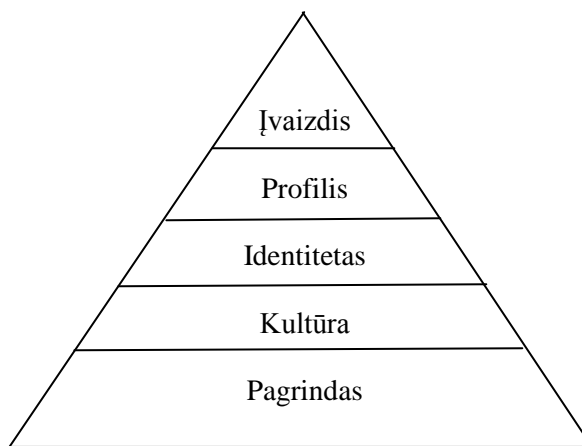 Įvaizdis
Profilis
Identitetas
Kultūra
Pagrindas